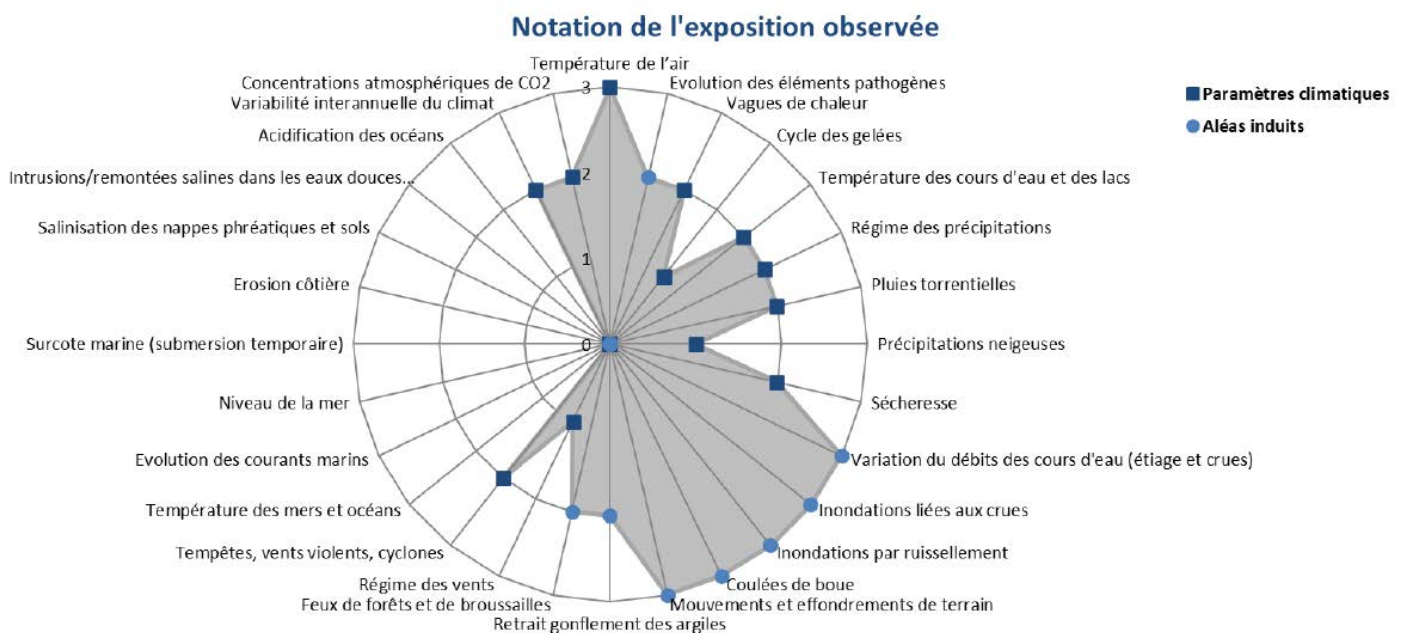 Notation de l'exposition observée
Température de l'air
Concentrations atmosphériques de CO2
Evolution des éléments pathogènes
Variabilité interannuelle du climat
Vagues de chaleur
Acidification des océans
Cycle des gelées
Intrusions/remontées salines dans les eaux douces...
Température des cours d'eau et des lacs
Salinisation des nappes phréatiques et sols
Régime des précipitations
Erosion côtière
Pluies torrentielles
Surcote marine (submersion temporaire)
Précipitations neigeuses
Niveau de la mer
Sécheresse
Evolution des courants marins
Variation du débits des cours d'eau (étiage et crues)
Température des mers et océans
Inondations liées aux crues
Tempêtes, vents violents, cyclones
Inondations par ruissellement
Régime des vents
Coulées de boue
Feux de forêts et de broussailles
Mouvements et effondrements de terrain
Retrait gonflement des argiles
3
2
1
0
Paramètres climatiques
Aléas induits